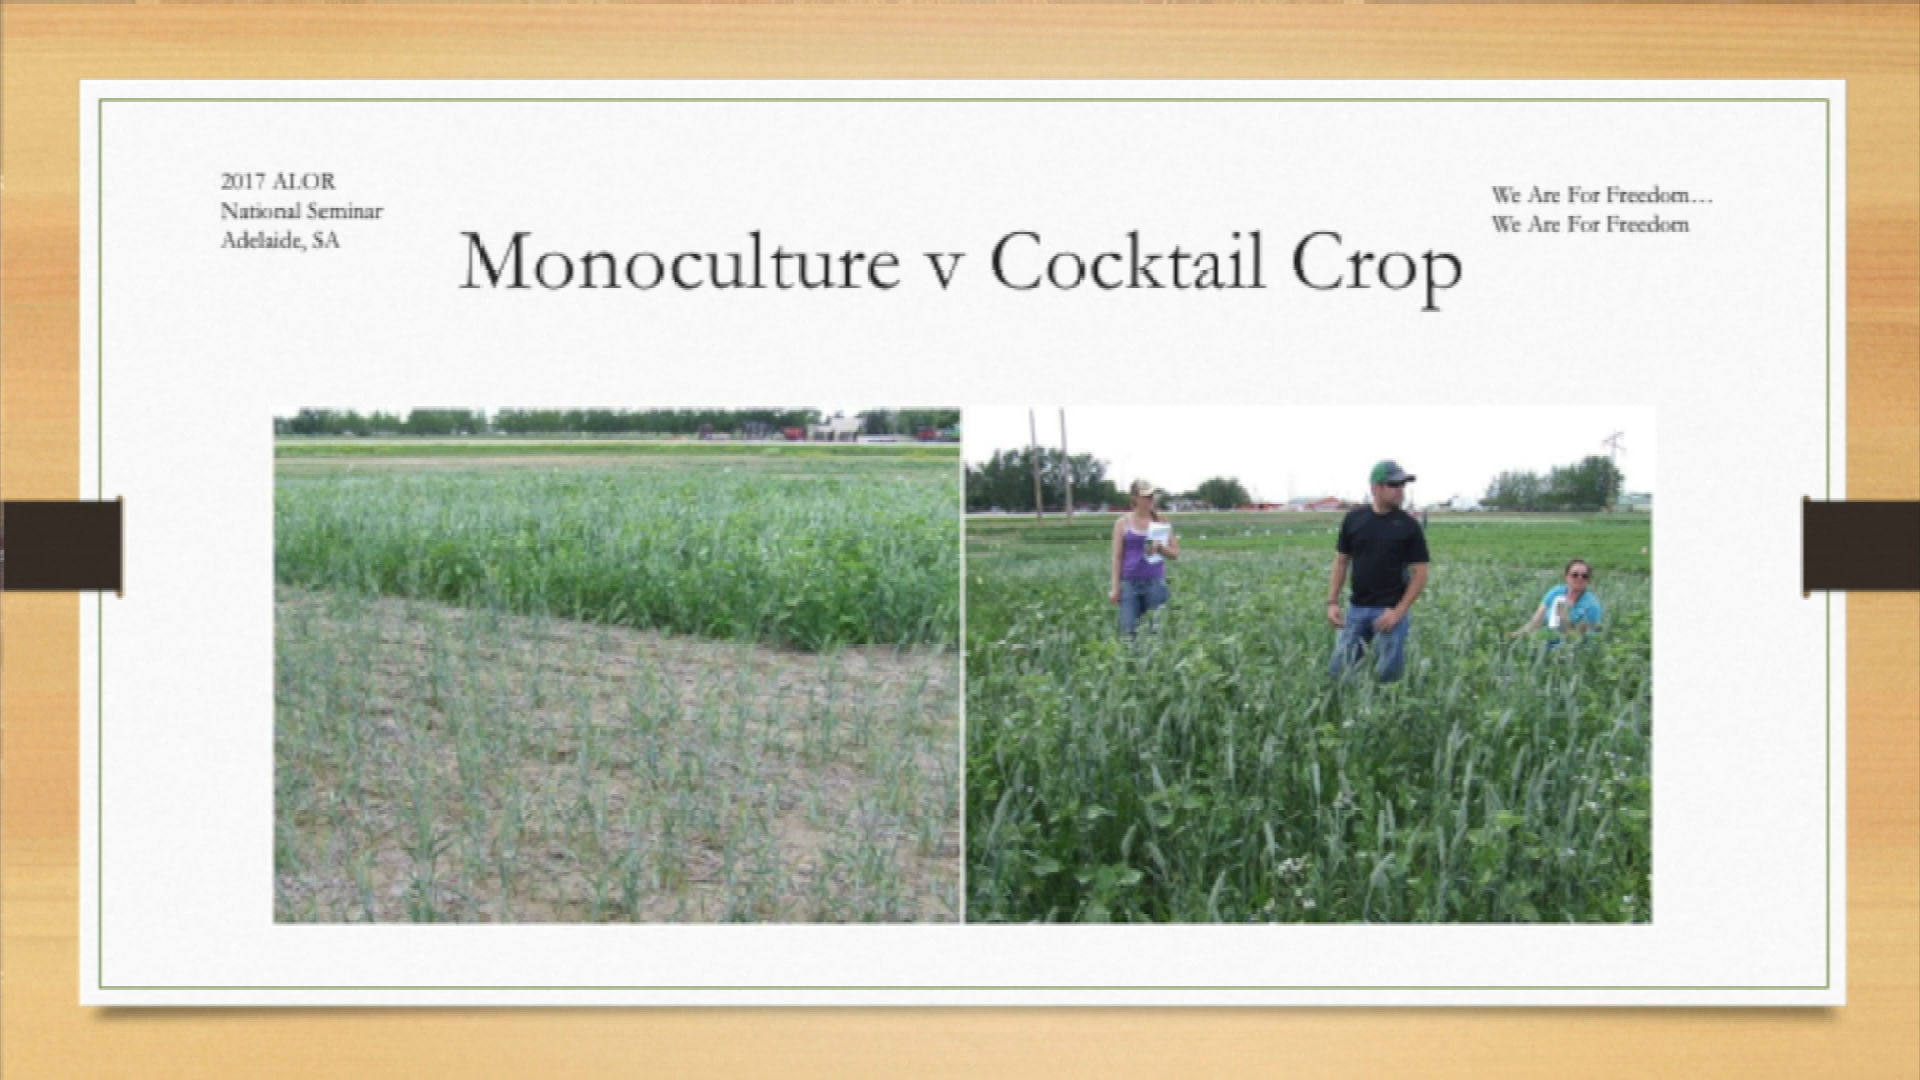 2017 ALOR
National Seminar
Adelaide, SA
We Are For Freedom…
We Are For Freedom
Monoculture v Cocktail Crop